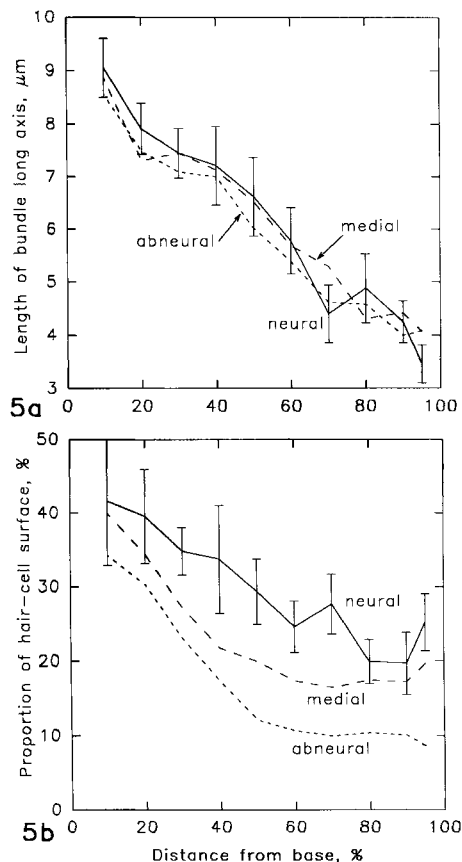 10
9
8
7
6
5
4
3
Length of bundle long axis, μm
medial
abneural
neural
0 20 40 60 80 100
5a
50
40
30
20
10
0
Proportion of hair-cell surface, %
neural
medial
abneural
0 20 40 60 80 100
5b
Distance from base, %